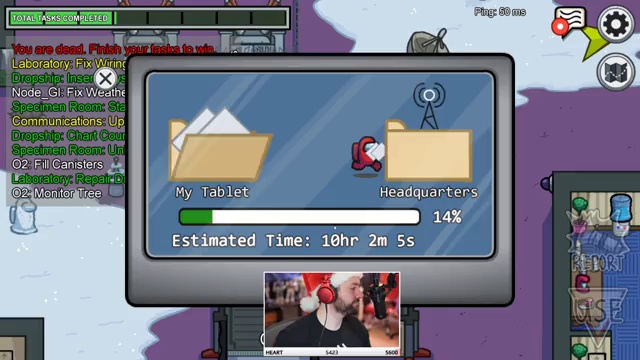 TOTAL TASKS COMPLETED
Ping: 50 ms
You are dead. Finish your tasks to win.
Laboratory: Fix Wiring
Dropship: Inser
Node_GI: Fix Weathe
Specimen Room: Sta
Communications: Up
Dropship: Chart Cour
Specimen Room: Un
O2: Fill Canisters
Laboratory: Repair D
O2: Monitor Tree
My Tablet
Headquarters
14%
Estimated Time: 10hr 2m 5s
REPORT
USE
HEART 5423 5600